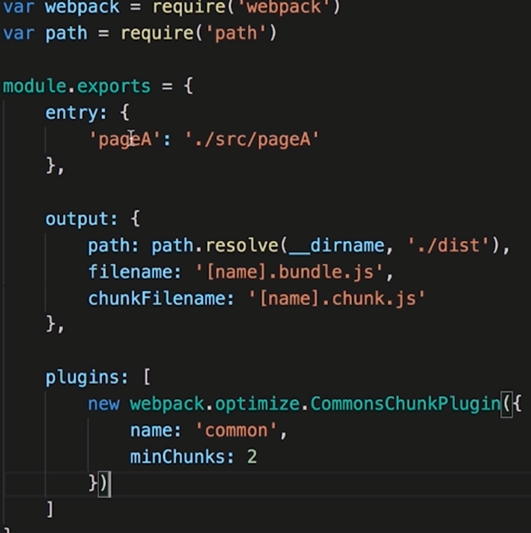 var webpack = require('webpack')
var path = require('path')
module.exports = {
entry: {
'pageA': './src/pageA'
},
output: {
path: path.resolve(__dirname, './dist'),
filename: '[name].bundle.js',
chunkFilename: '[name].chunk.js'
},
plugins: [
new webpack.optimize.CommonsChunkPlugin({
name: 'common',
minChunks: 2
})
]
}